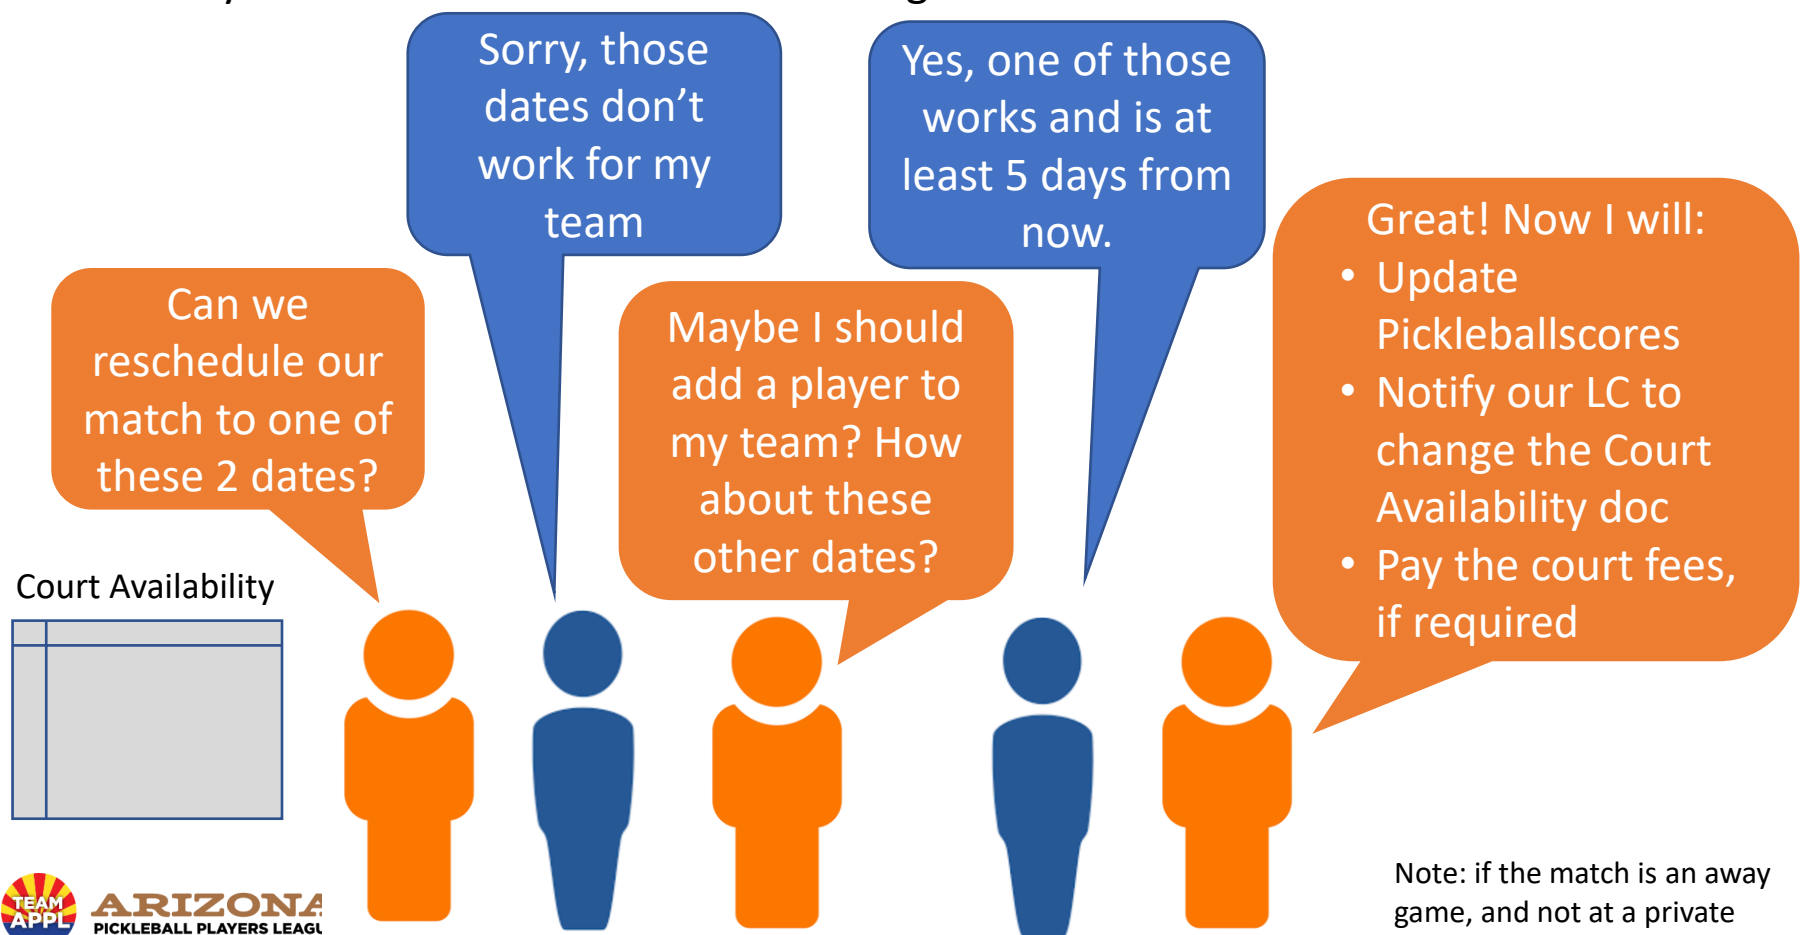 Sorry, those
dates don’t
work for my
team
Yes, one of those
works and is at
least 5 days from
now.
Great! Now I will:
• Update
Pickleballscores
• Notify our LC to
change the Court
Availability doc
• Pay the court fees,
if required
Can we
reschedule our
match to one of
these 2 dates?
Maybe I should
add a player to
my team? How
about these
other dates?
Court Availability
TEAM
APPL
ARIZONA
PICKLEBALL PLAYERS LEAGU
Note: if the match is an away
game, and not at a private